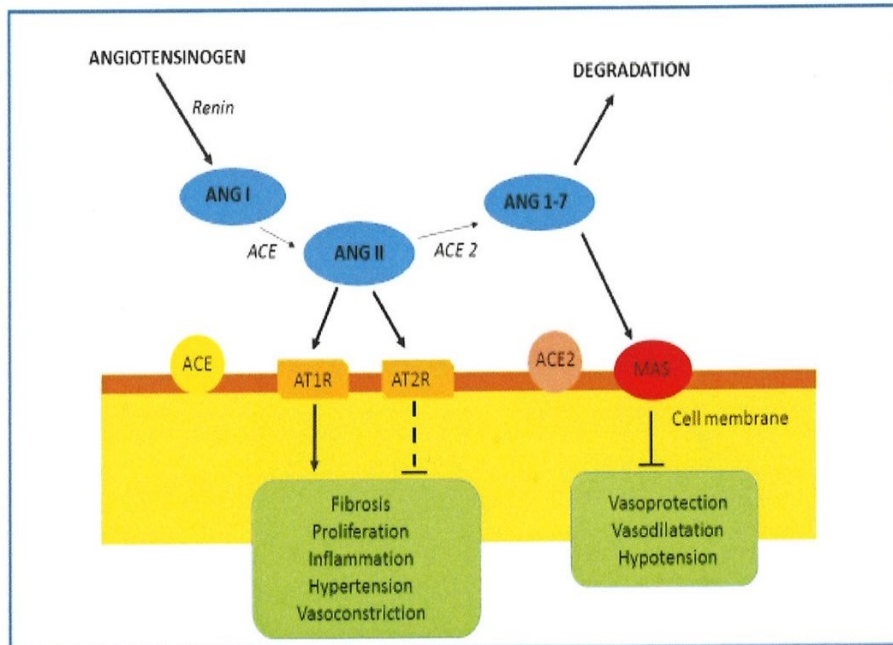 ANGIOTENSINOGEN
DEGRADATION
Renin
ANG I
ANG 1-7
ACE
ANG II
ACE 2
ACE
AT1R
AT2R
ACE2
MAS
Cell membrane
Fibrosis
Proliferation
Inflammation
Hypertension
Vasoconstriction
Vasoprotection
Vasodilatation
Hypotension